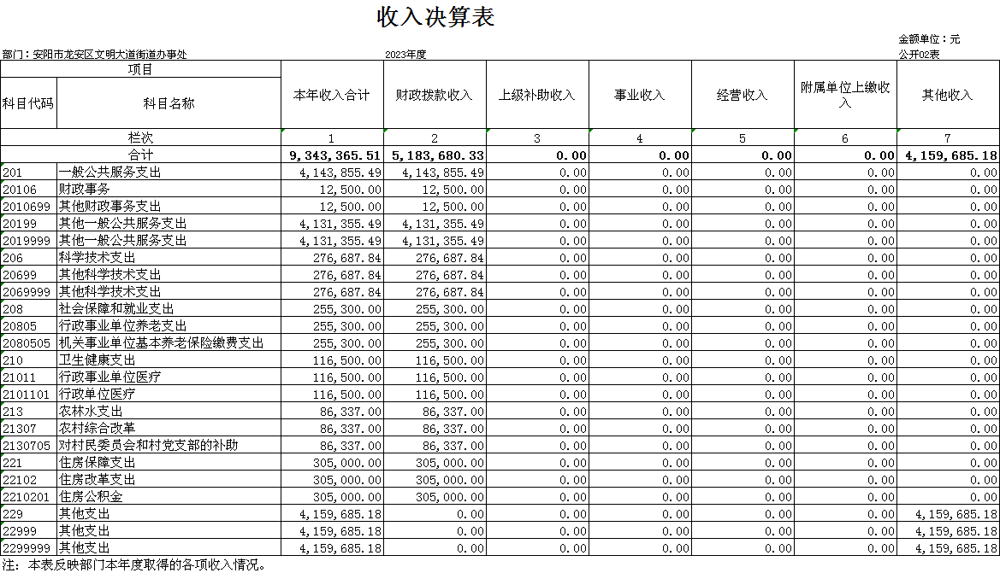 收入决算表
金额单位：元
部门：安阳市龙安区文明大道街道办事处 2023年度 公开02表
项目 本年收入合计 财政拨款收入 上级补助收入 事业收入 经营收入 附属单位上缴收入 其他收入
科目代码 科目名称
栏次 1 2 3 4 5 6 7
合计 9,343,365.51 5,183,680.33 0.00 0.00 0.00 0.00 4,159,685.18
201 一般公共服务支出 4,143,855.49 4,143,855.49 0.00 0.00 0.00 0.00 0.00
20106 财政事务 12,500.00 12,500.00 0.00 0.00 0.00 0.00 0.00
2010699 其他财政事务支出 12,500.00 12,500.00 0.00 0.00 0.00 0.00 0.00
20199 其他一般公共服务支出 4,131,355.49 4,131,355.49 0.00 0.00 0.00 0.00 0.00
2019999 其他一般公共服务支出 4,131,355.49 4,131,355.49 0.00 0.00 0.00 0.00 0.00
206 科学技术支出 276,687.84 276,687.84 0.00 0.00 0.00 0.00 0.00
20699 其他科学技术支出 276,687.84 276,687.84 0.00 0.00 0.00 0.00 0.00
2069999 其他科学技术支出 276,687.84 276,687.84 0.00 0.00 0.00 0.00 0.00
208 社会保障和就业支出 255,300.00 255,300.00 0.00 0.00 0.00 0.00 0.00
20805 行政事业单位养老支出 255,300.00 255,300.00 0.00 0.00 0.00 0.00 0.00
2080505 机关事业单位基本养老保险缴费支出 255,300.00 255,300.00 0.00 0.00 0.00 0.00 0.00
210 卫生健康支出 116,500.00 116,500.00 0.00 0.00 0.00 0.00 0.00
21011 行政事业单位医疗 116,500.00 116,500.00 0.00 0.00 0.00 0.00 0.00
2101101 行政单位医疗 116,500.00 116,500.00 0.00 0.00 0.00 0.00 0.00
213 农林水支出 86,337.00 86,337.00 0.00 0.00 0.00 0.00 0.00
21307 农村综合改革 86,337.00 86,337.00 0.00 0.00 0.00 0.00 0.00
2130705 对村民委员会和村党支部的补助 86,337.00 86,337.00 0.00 0.00 0.00 0.00 0.00
221 住房保障支出 305,000.00 305,000.00 0.00 0.00 0.00 0.00 0.00
22102 住房改革支出 305,000.00 305,000.00 0.00 0.00 0.00 0.00 0.00
2210201 住房公积金 305,000.00 305,000.00 0.00 0.00 0.00 0.00 0.00
229 其他支出 4,159,685.18 0.00 0.00 0.00 0.00 0.00 4,159,685.18
22999 其他支出 4,159,685.18 0.00 0.00 0.00 0.00 0.00 4,159,685.18
2299999 其他支出 4,159,685.18 0.00 0.00 0.00 0.00 0.00 4,159,685.18
注：本表反映部门本年度取得的各项收入情况。